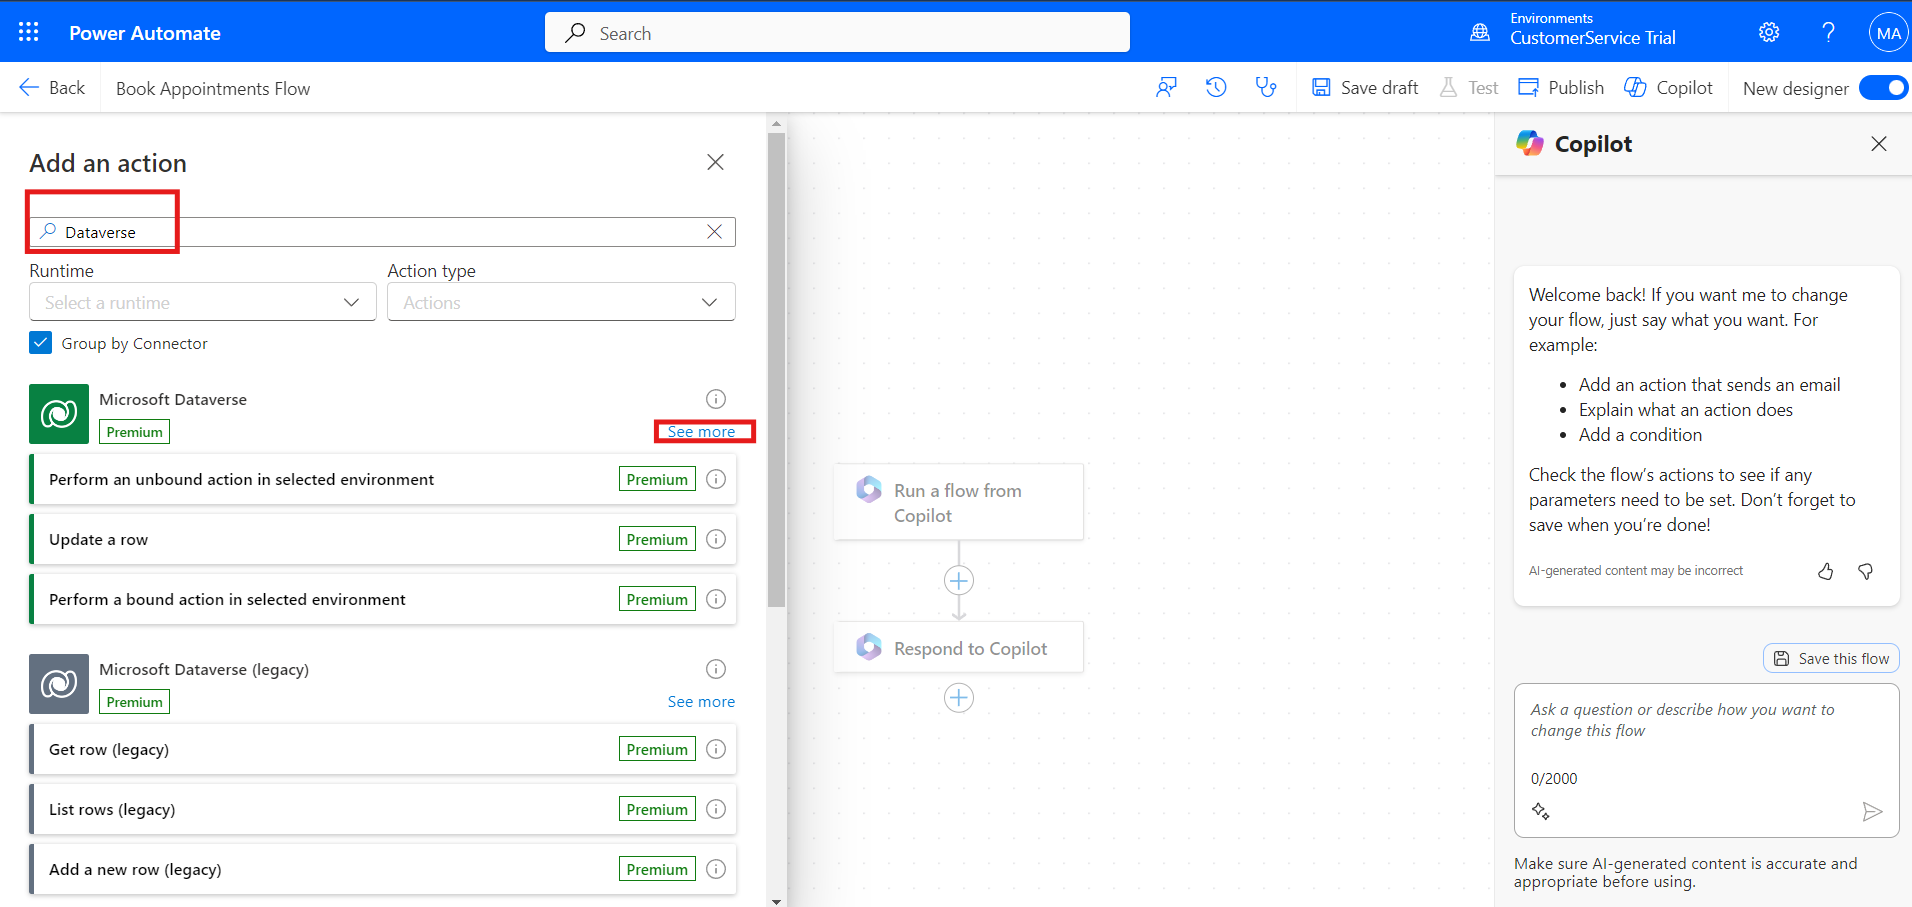 Power Automate
Search
Environments
CustomerService Trial
MA
Back
Book Appointments Flow
Save draft
Test
Publish
Copilot
New designer
Add an action
Dataverse
Runtime
Action type
Select a runtime
Actions
Group by Connector
Microsoft Dataverse
Premium
See more
Perform an unbound action in selected environment
Premium
Update a row
Premium
Perform a bound action in selected environment
Premium
Microsoft Dataverse (legacy)
Premium
See more
Get row (legacy)
Premium
List rows (legacy)
Premium
Add a new row (legacy)
Premium
Run a flow from
Copilot
Respond to Copilot
Copilot
Welcome back! If you want me to change
your flow, just say what you want. For
example:
• Add an action that sends an email
• Explain what an action does
• Add a condition
Check the flow’s actions to see if any
parameters need to be set. Don’t forget to
save when you’re done!
AI-generated content may be incorrect
Save this flow
Ask a question or describe how you want to
change this flow
0/2000
Make sure AI-generated content is accurate and
appropriate before using.